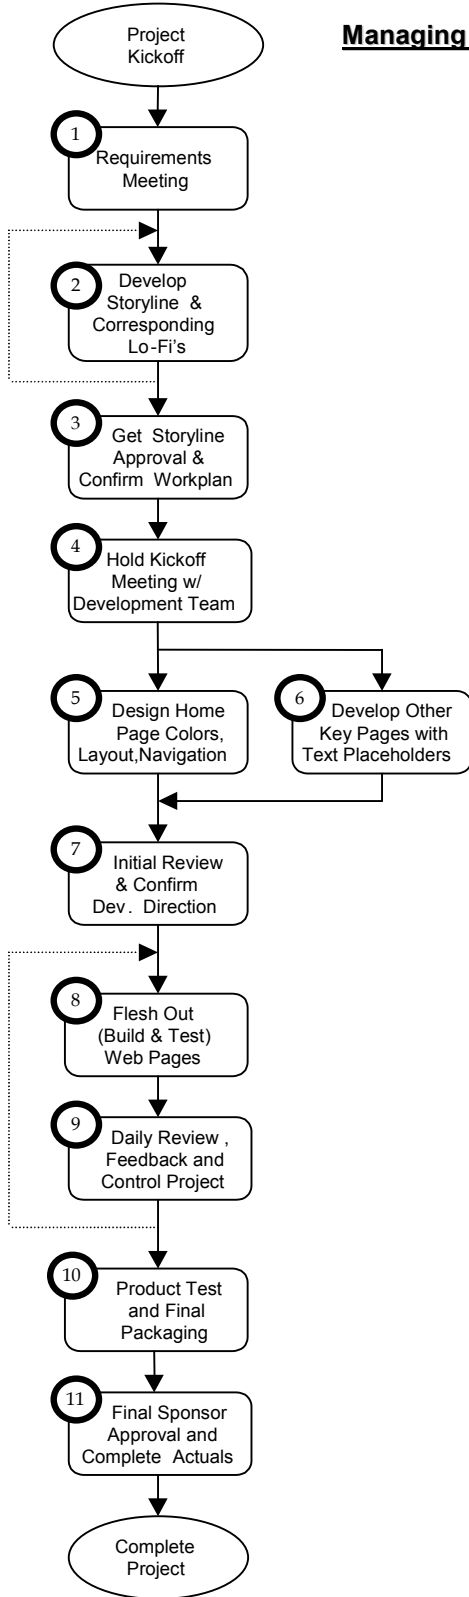 Project
Kickoff
Managing
1
Requirements
Meeting
2
Develop
Storyline &
Corresponding
Lo-Fi's
3
Get Storyline
Approval &
Confirm Workplan
4
Hold Kickoff
Meeting w/
Development Team
5
Design Home
Page Colors,
Layout,Navigation
6
Develop Other
Key Pages with
Text Placeholders
7
Initial Review
& Confirm
Dev. Direction
8
Flesh Out
(Build & Test)
Web Pages
9
Daily Review ,
Feedback and
Control Project
10
Product Test
and Final
Packaging
11
Final Sponsor
Approval and
Complete Actuals
Complete
Project